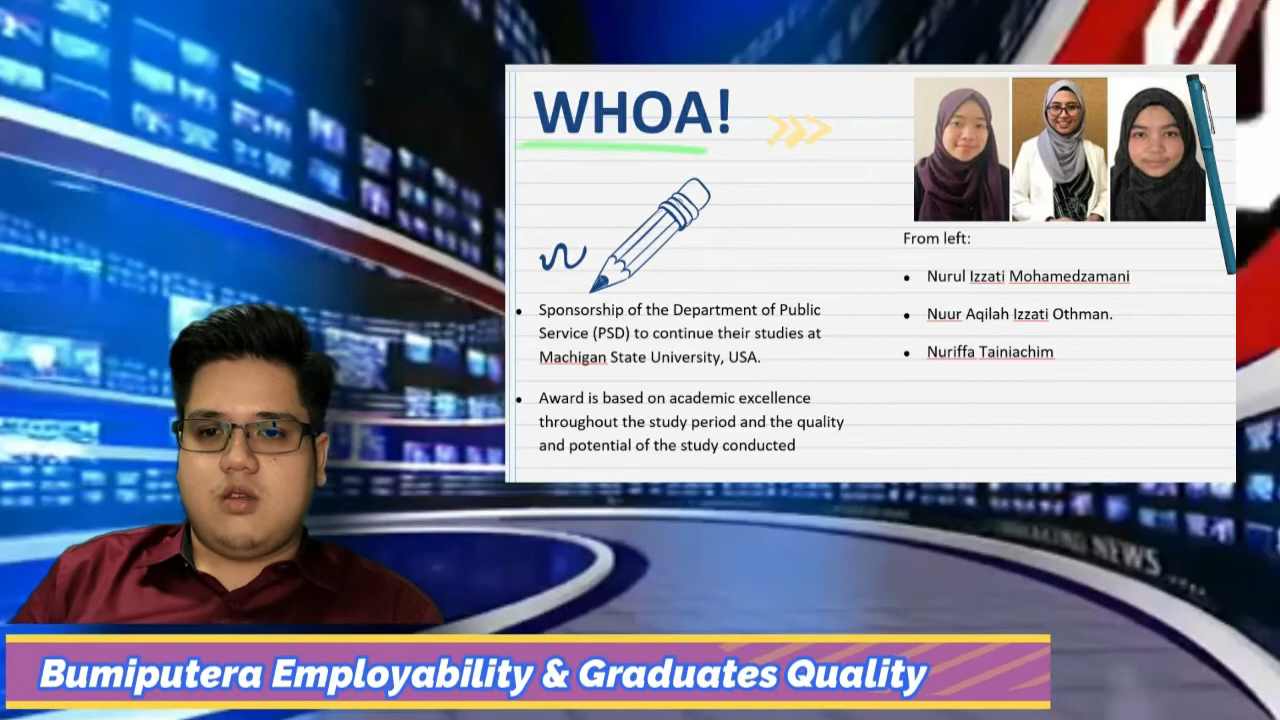 WHOA!
Sponsorship of the Department of Public
Service (PSD) to continue their studies at
Machigan State University, USA.
Award is based on academic excellence
throughout the study period and the quality
and potential of the study conducted
From left:
Nurul Izzati Mohamedzamani
Nuur Aqilah Izzati Othman.
Nuriffa Tainiachim
BREAKING NEWS
Bumiputera Employability & Graduates Quality